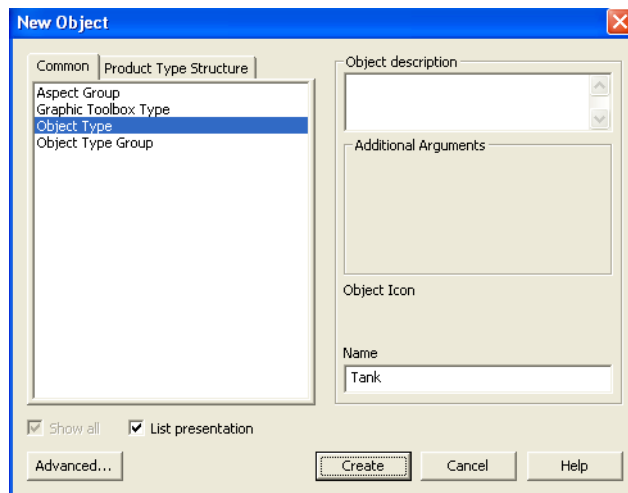 New Object
Common
Product Type Structure
Aspect Group
Graphic Toolbox Type
Object Type
Object Type Group
Object description
Additional Arguments
Object Icon
Name
Tank
Show all
List presentation
Advanced...
Create
Cancel
Help